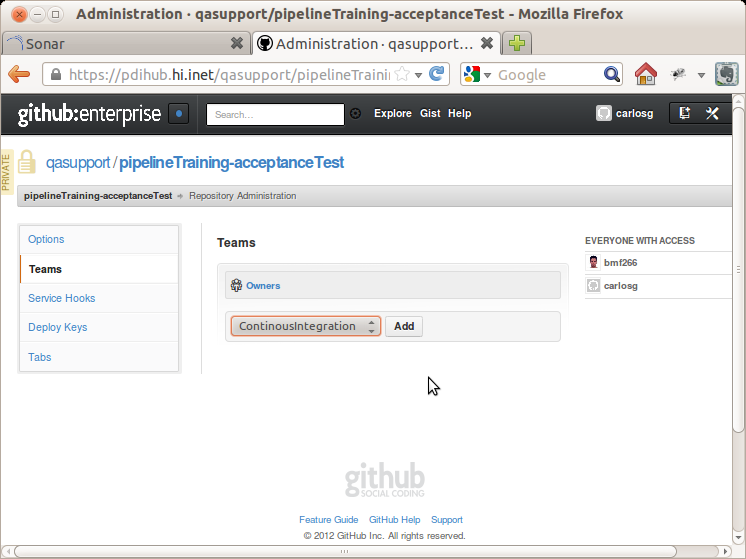 Administration · qasupport/pipelineTraining-acceptanceTest - Mozilla Firefox
Sonar
Administration · qasupport...
https://pdihub.hi.inet/qasupport/pipelineTraini
Google
github:enterprise
Search...
Explore Gist Help
carlosg
PRIVATE
qasupport / pipelineTraining-acceptanceTest
pipelineTraining-acceptanceTest Repository Administration
Options
Teams
Service Hooks
Deploy Keys
Tabs
Teams
Owners
ContinousIntegration
Add
EVERYONE WITH ACCESS
bmf266
carlosg
github
SOCIAL CODING
Feature Guide GitHub Help Support
© 2012 GitHub Inc. All rights reserved.